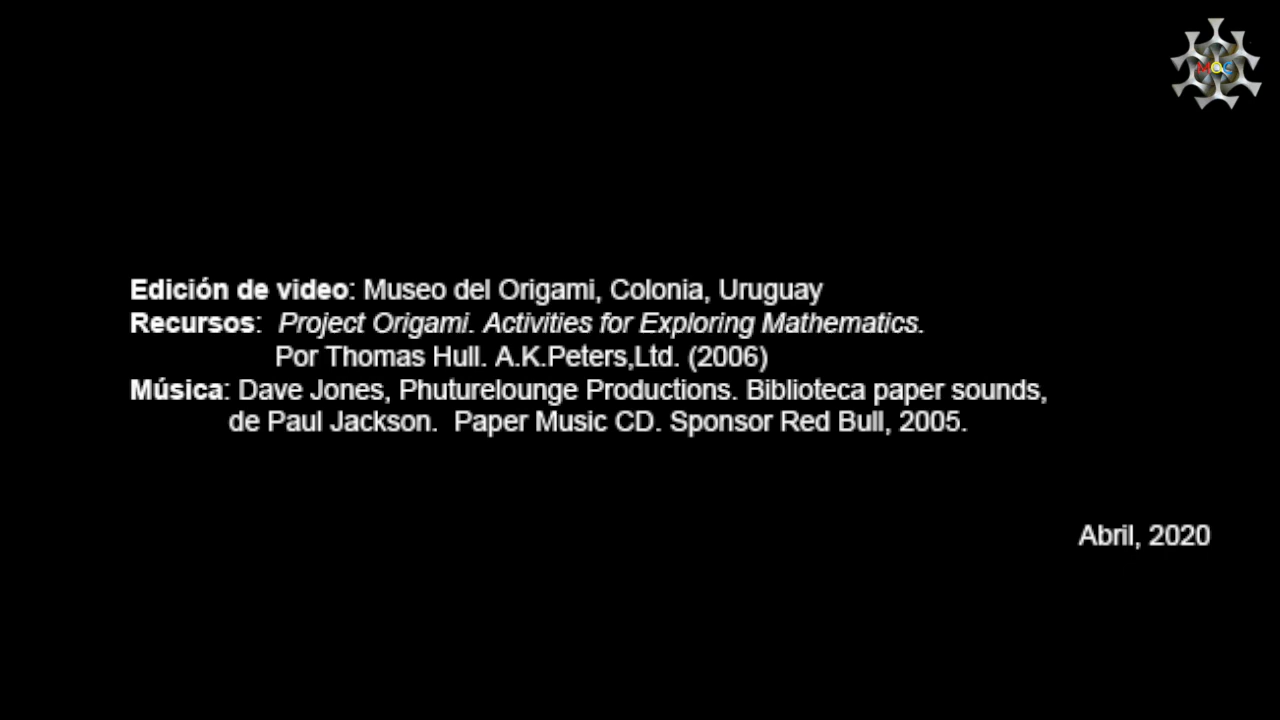 MOC
Edición de video: Museo del Origami, Colonia, Uruguay
Recursos: Project Origami. Activities for Exploring Mathematics.
Por Thomas Hull. A.K.Peters,Ltd. (2006)
Música: Dave Jones, Phuturelounge Productions. Biblioteca paper sounds,
de Paul Jackson. Paper Music CD. Sponsor Red Bull, 2005.
Abril, 2020